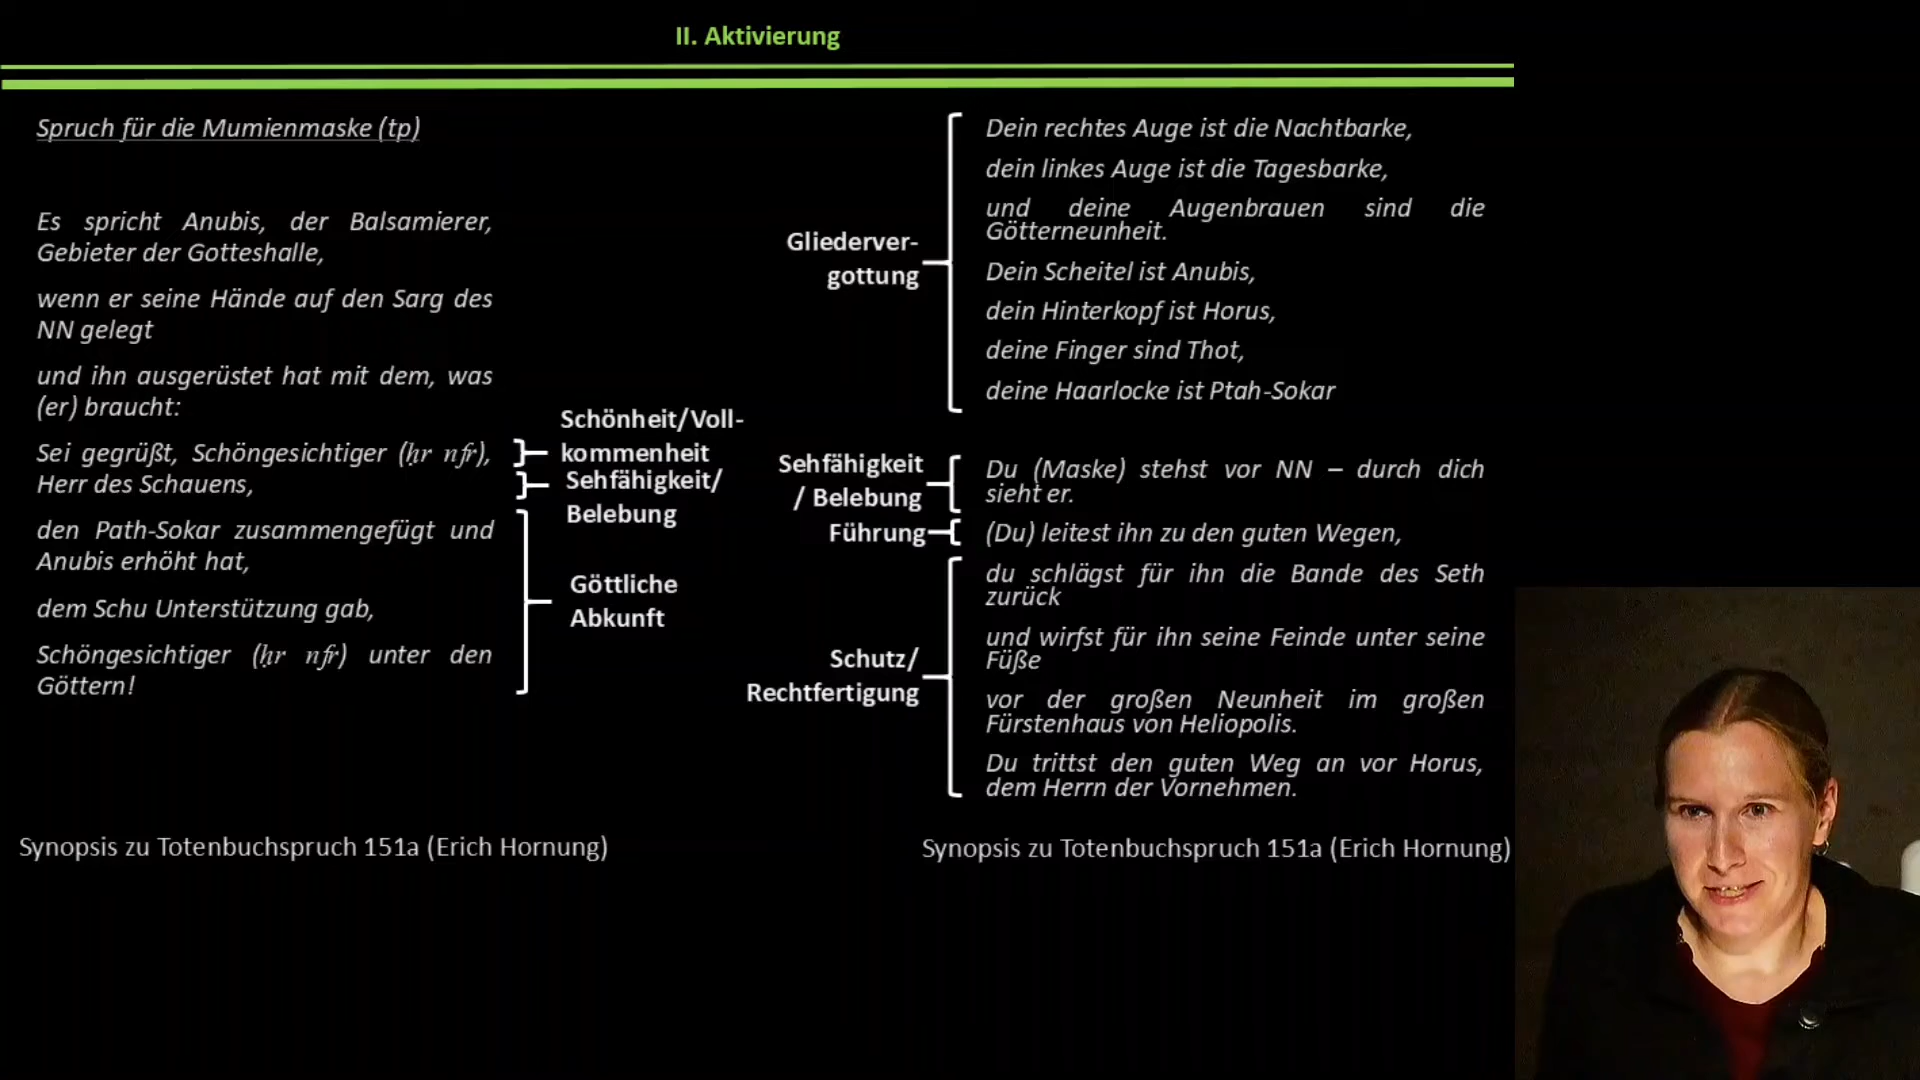 II. Aktivierung
Spruch für die Mumienmaske (tp)
Es spricht Anubis, der Balsamierer,
Gebieter der Gotteshalle,
wenn er seine Hände auf den Sarg des
NN gelegt
und ihn ausgerüstet hat mit dem, was
(er) braucht:
Sei gegrüßt, Schöngesichtiger (ḥr nfr),
Herr des Schauens,
den Path-Sokar zusammengefügt und
Anubis erhöht hat,
dem Schu Unterstützung gab,
Schöngesichtiger (ḥr nfr) unter den
Göttern!
Schönheit/Voll-
kommenheit
Sehfähigkeit/
Belebung
Göttliche
Abkunft
Synopsis zu Totenbuchspruch 151a (Erich Hornung)
Gliederver-
gottung
Dein rechtes Auge ist die Nachtbarke,
dein linkes Auge ist die Tagesbarke,
und deine Augenbrauen sind die
Götterneunheit.
Dein Scheitel ist Anubis,
dein Hinterkopf ist Horus,
deine Finger sind Thot,
deine Haarlocke ist Ptah-Sokar
Sehfähigkeit
/ Belebung
Du (Maske) stehst vor NN – durch dich
sieht er.
Führung
(Du) leitest ihn zu den guten Wegen,
Schutz/
Rechtfertigung
du schlägst für ihn die Bande des Seth
zurück
und wirfst für ihn seine Feinde unter seine
Füße
vor der großen Neunheit im großen
Fürstenhaus von Heliopolis.
Du trittst den guten Weg an vor Horus,
dem Herrn der Vornehmen.
Synopsis zu Totenbuchspruch 151a (Erich Hornung)